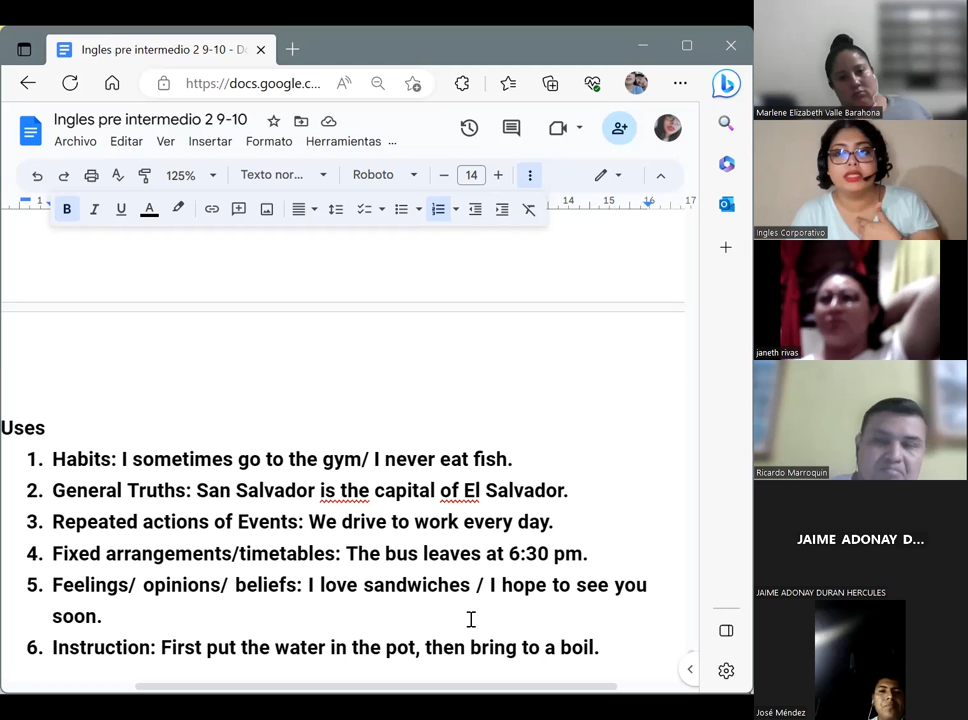 Ingles pre intermedio 2 9-10 - D
https://docs.google.c...
Ingles pre intermedio 2 9-10
Archivo Editar Ver Insertar Formato Herramientas ...
125% Texto nor... Roboto 14
1 14 15 16 17
Uses
1. Habits: I sometimes go to the gym/ I never eat fish.
2. General Truths: San Salvador is the capital of El Salvador.
3. Repeated actions of Events: We drive to work every day.
4. Fixed arrangements/timetables: The bus leaves at 6:30 pm.
5. Feelings/ opinions/ beliefs: I love sandwiches / I hope to see you
soon.
6. Instruction: First put the water in the pot, then bring to a boil.
Marlene Elizabeth Valle Barahona
Ingles Corporativo
janeth rivas
Ricardo Marroquin
JAIME ADONAY D...
JAIME ADONAY DURAN HERCULES
José Méndez